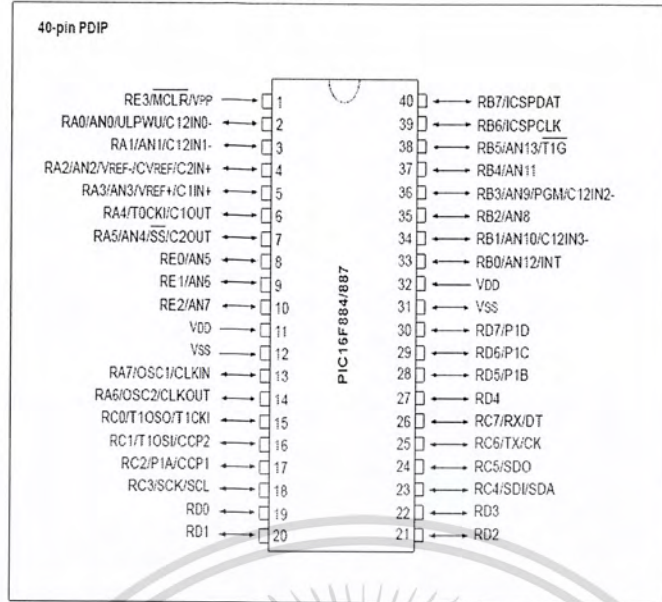 40-pin PDIP
RE3/MCLR/VPP 1 40 RB7/ICSPDAT
RA0/AN0/ULPWU/C12IN0- 2 39 RB6/ICSPCLK
RA1/AN1/C12IN1- 3 38 RB5/AN13/T1G
RA2/AN2/VREF-/CVREF/C2IN+ 4 37 RB4/AN11
RA3/AN3/VREF+/C1IN+ 5 36 RB3/AN9/PGM/C12IN2-
RA4/T0CKI/C1OUT 6 35 RB2/AN8
RA5/AN4/SS/C2OUT 7 34 RB1/AN10/C12IN3-
RE0/AN5 8 33 RB0/AN12/INT
RE1/AN6 9 32 VDD
RE2/AN7 10 31 VSS
VDD 11 30 RD7/P1D
VSS 12 29 RD6/P1C
RA7/OSC1/CLKIN 13 28 RD5/P1B
RA6/OSC2/CLKOUT 14 27 RD4
RC0/T1OSO/T1CKI 15 26 RC7/RX/DT
RC1/T1OSI/CCP2 16 25 RC6/TX/CK
RC2/P1A/CCP1 17 24 RC5/SDO
RC3/SCK/SCL 18 23 RC4/SDI/SDA
RD0 19 22 RD3
RD1 20 21 RD2
PIC16F884/887